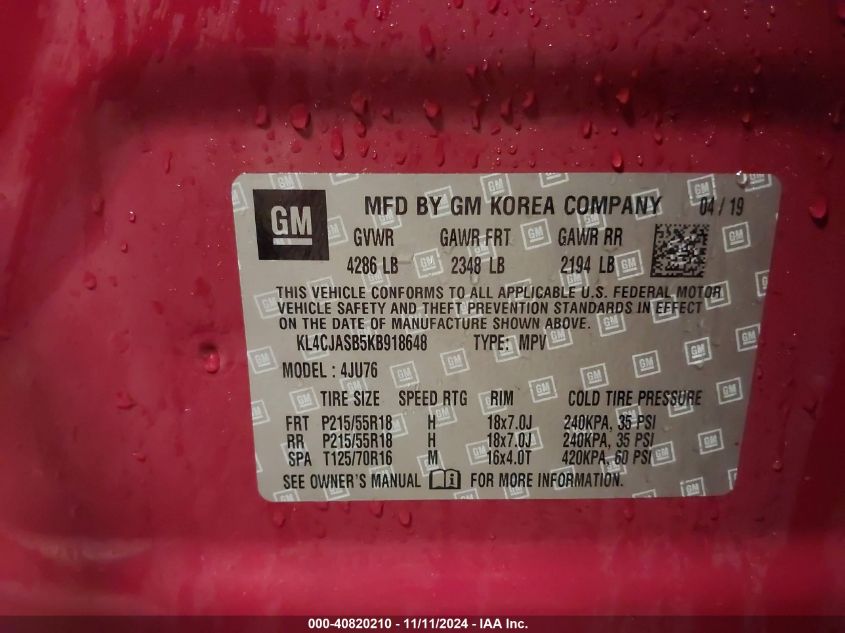 GM MFD BY GM KOREA COMPANY 04 / 19
GVWR GAWR FRT GAWR RR
4286 LB 2348 LB 2194 LB
THIS VEHICLE CONFORMS TO ALL APPLICABLE U.S. FEDERAL MOTOR
VEHICLE SAFETY AND THEFT PREVENTION STANDARDS IN EFFECT
ON THE DATE OF MANUFACTURE SHOWN ABOVE.
KL4CJASB5KB918648 TYPE: MPV
MODEL : 4JU76
TIRE SIZE SPEED RTG RIM COLD TIRE PRESSURE
FRT P215/55R18 H 18x7.0J 240KPA, 35 PSI
RR P215/55R18 H 18x7.0J 240KPA, 35 PSI
SPA T125/70R16 M 16x4.0T 420KPA, 60 PSI
SEE OWNER'S MANUAL FOR MORE INFORMATION.
000-40820210 - 11/11/2024 - IAA Inc.